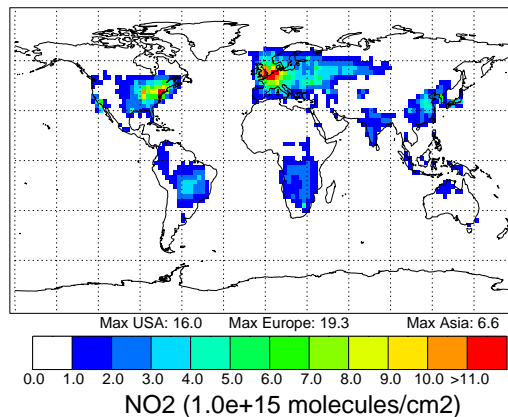 Max USA: 16.0 Max Europe: 19.3 Max Asia: 6.6
0.0 1.0 2.0 3.0 4.0 5.0 6.0 7.0 8.0 9.0 10.0 >11.0
NO2 (1.0e+15 molecules/cm2)